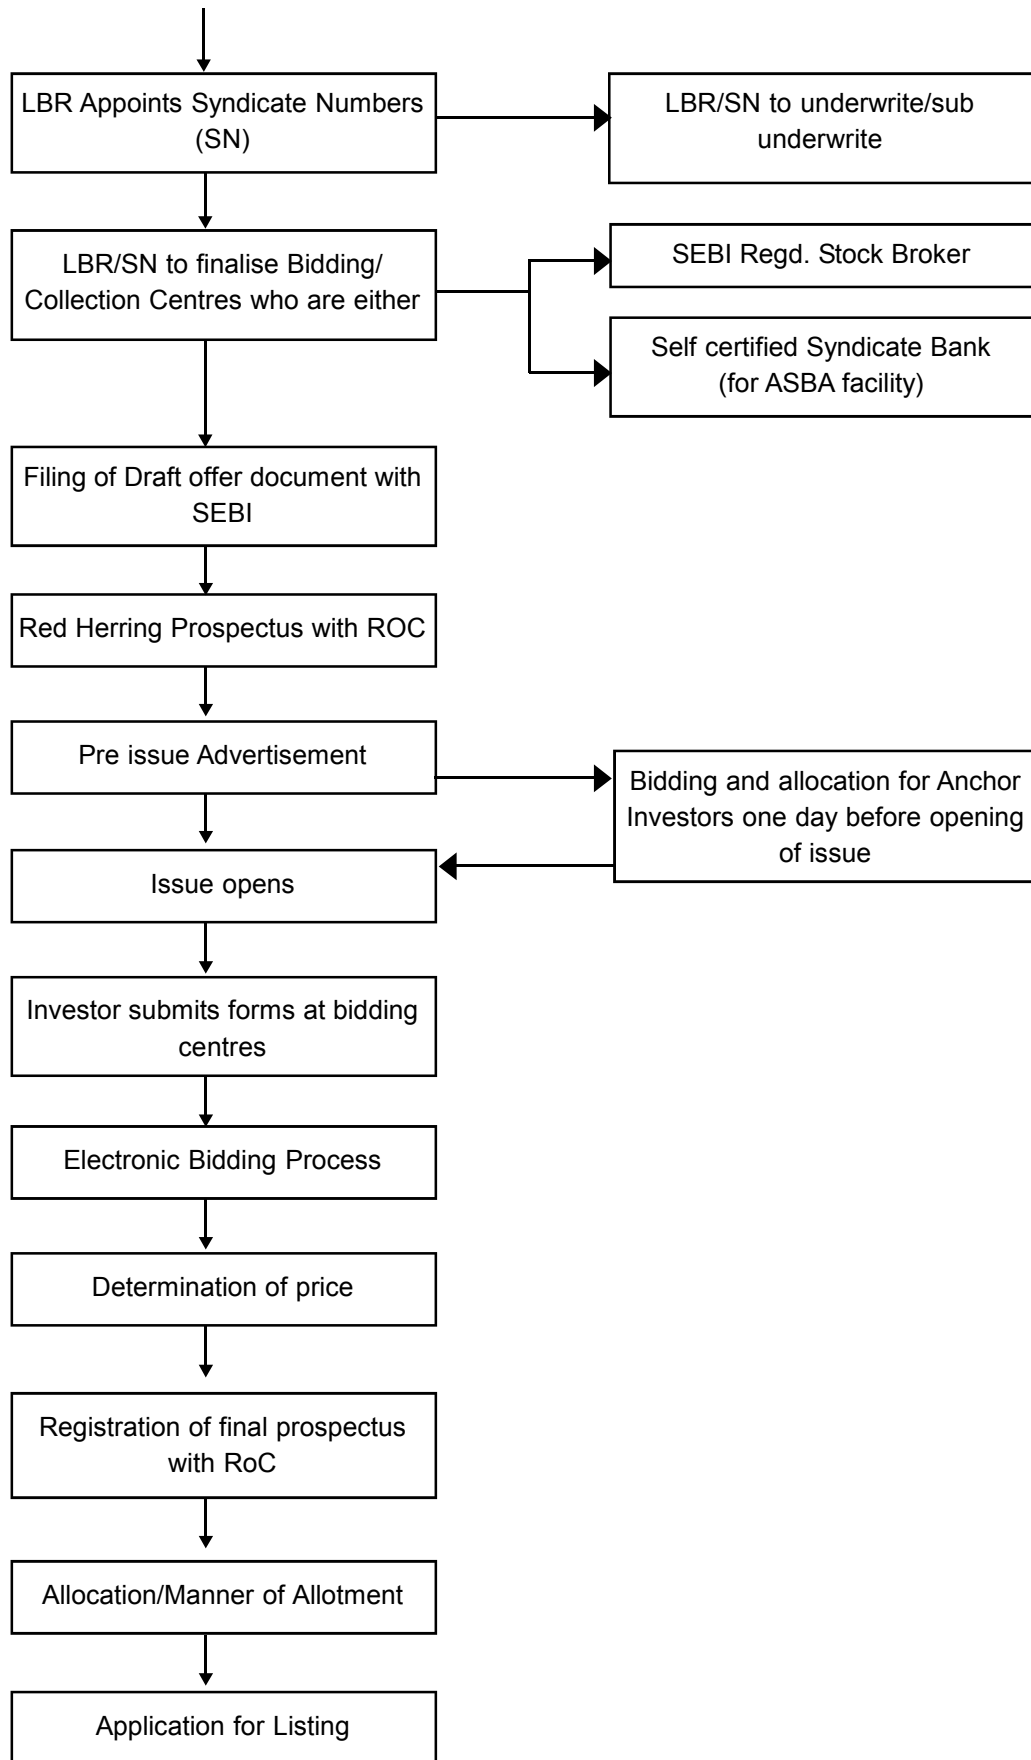 LBR Appoints Syndicate Numbers
(SN)
LBR/SN to underwrite/sub
underwrite
LBR/SN to finalise Bidding/
Collection Centres who are either
SEBI Regd. Stock Broker
Self certified Syndicate Bank
(for ASBA facility)
Filing of Draft offer document with
SEBI
Red Herring Prospectus with ROC
Pre issue Advertisement
Bidding and allocation for Anchor
Investors one day before opening
of issue
Issue opens
Investor submits forms at bidding
centres
Electronic Bidding Process
Determination of price
Registration of final prospectus
with RoC
Allocation/Manner of Allotment
Application for Listing